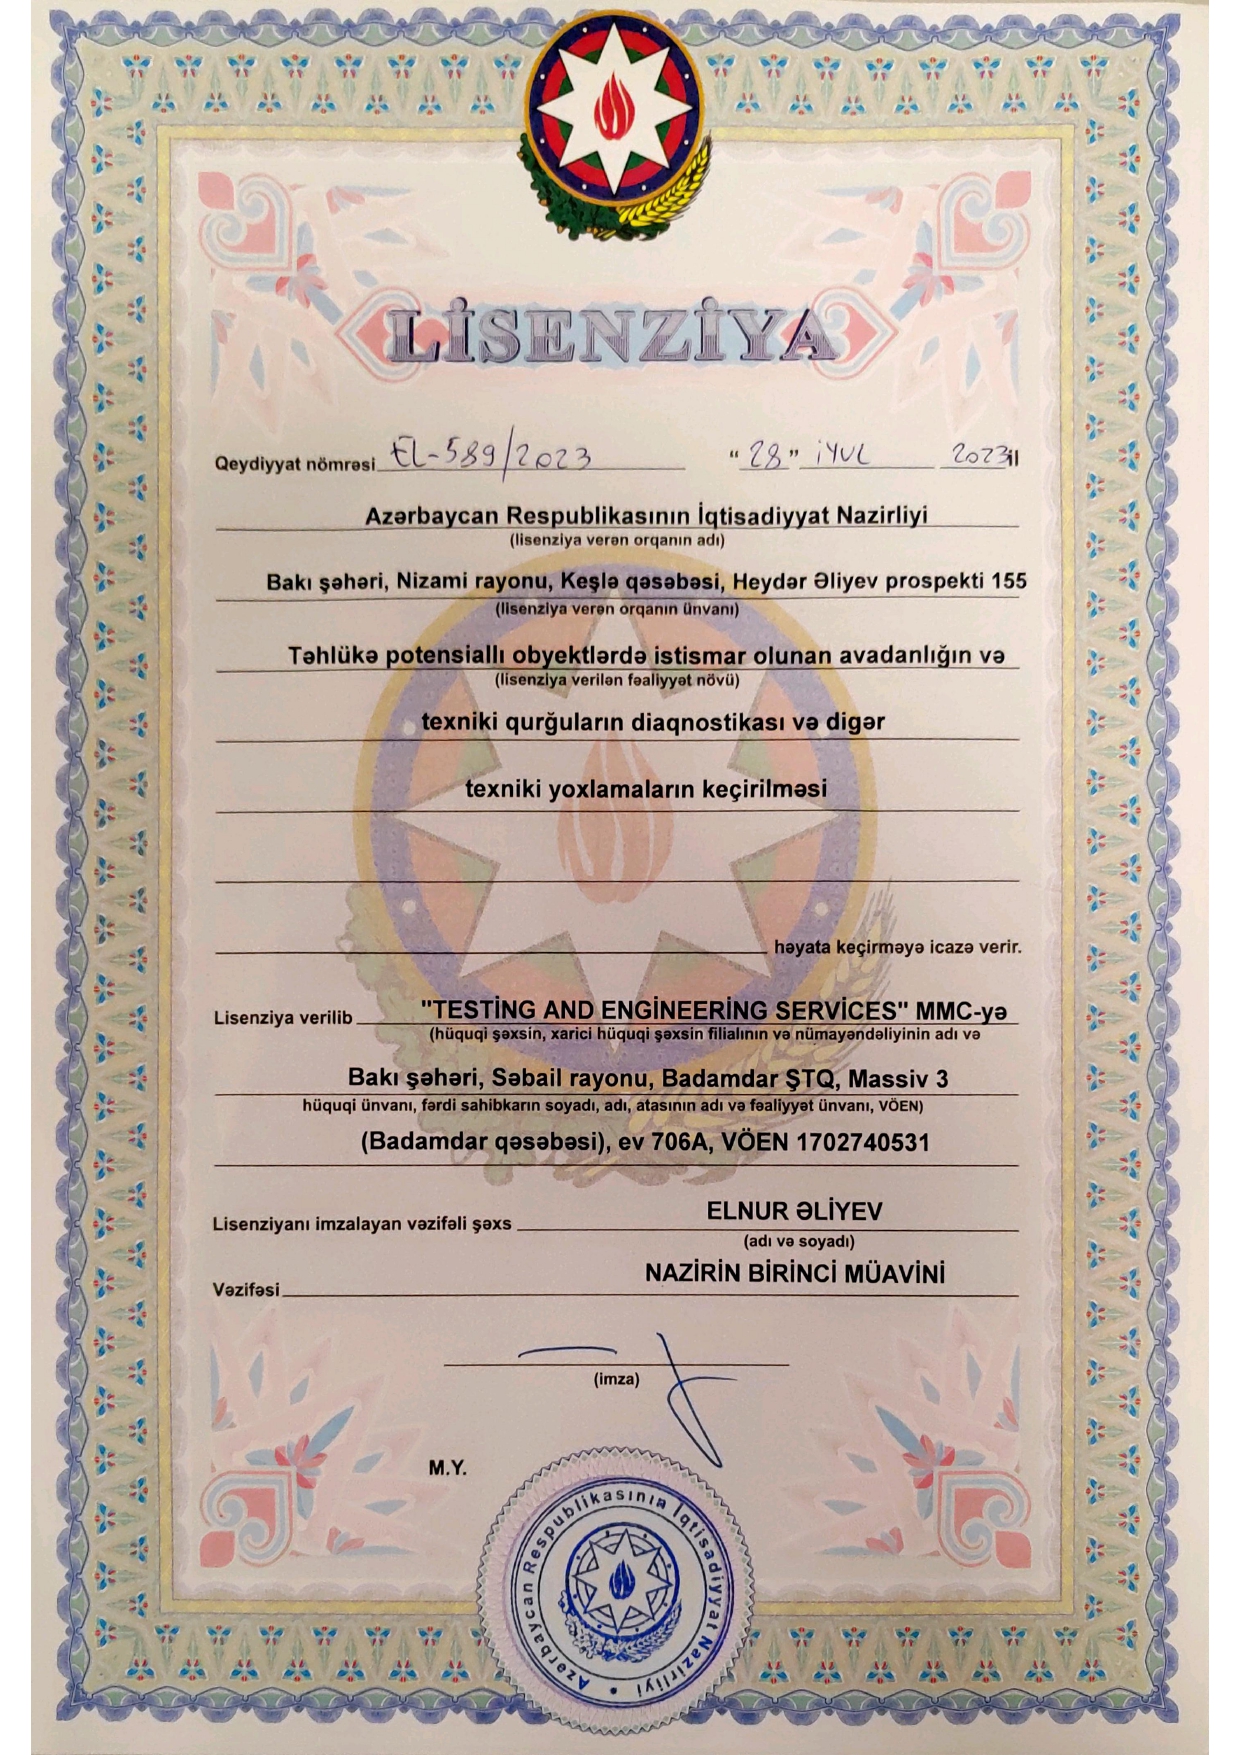 LİSENZİYA
Qeydiyyat nömrəsi EL-589/2023 "28" iYUL 2023il
Azərbaycan Respublikasının İqtisadiyyat Nazirliyi
(lisenziya verən orqanın adı)
Bakı şəhəri, Nizami rayonu, Keşlə qəsəbəsi, Heydər Əliyev prospekti 155
(lisenziya verən orqanın ünvanı)
Təhlükə potensiallı obyektlərdə istismar olunan avadanlığın və
(lisenziya verilən fəaliyyət növü)
texniki qurğuların diaqnostikası və digər
texniki yoxlamaların keçirilməsi
həyata keçirməyə icazə verir.
Lisenziya verilib "TESTİNG AND ENGİNEERİNG SERVİCES" MMC-yə
(hüquqi şəxsin, xarici hüquqi şəxsin filialının və nümayəndəliyinin adı və
Bakı şəhəri, Səbail rayonu, Badamdar ŞTQ, Massiv 3
hüquqi ünvanı, fərdi sahibkarın soyadı, adı, atasının adı və fəaliyyət ünvanı, VÖEN)
(Badamdar qəsəbəsi), ev 706A, VÖEN 1702740531
Lisenziyanı imzalayan vəzifəli şəxs ELNUR ƏLİYEV
(adı və soyadı)
Vəzifəsi NAZİRİN BİRİNCİ MÜAVİNİ
(imza)
M.Y.
Azərbaycan Respublikasının İqtisadiyyat Nazirliyi